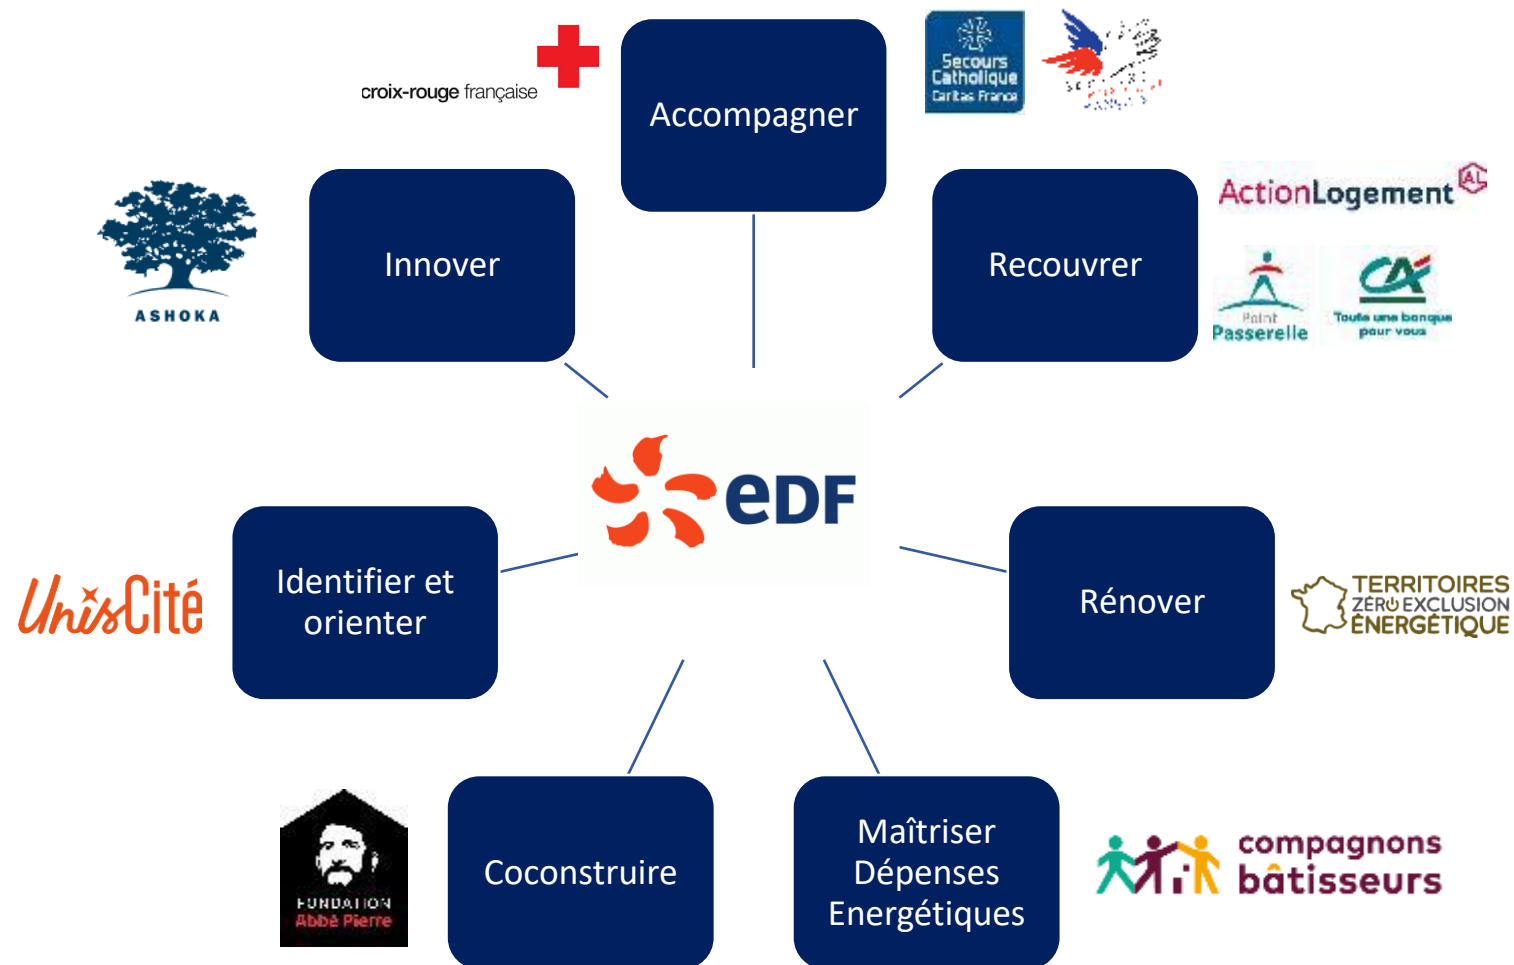 croix-rouge française
Accompagner
Secours
Catholique
Caritas France
Innover
ASHOKA
Recouvrer
ActionLogement
AL
Point
Passerelle
CA
Toute une banque
pour vous
eDF
UnisCité
Identifier et
orienter
Rénover
TERRITOIRES
ZÉRO EXCLUSION
ÉNERGÉTIQUE
FONDATION
Abbé Pierre
Coconstruire
Maîtriser
Dépenses
Energétiques
compagnons
bâtisseurs